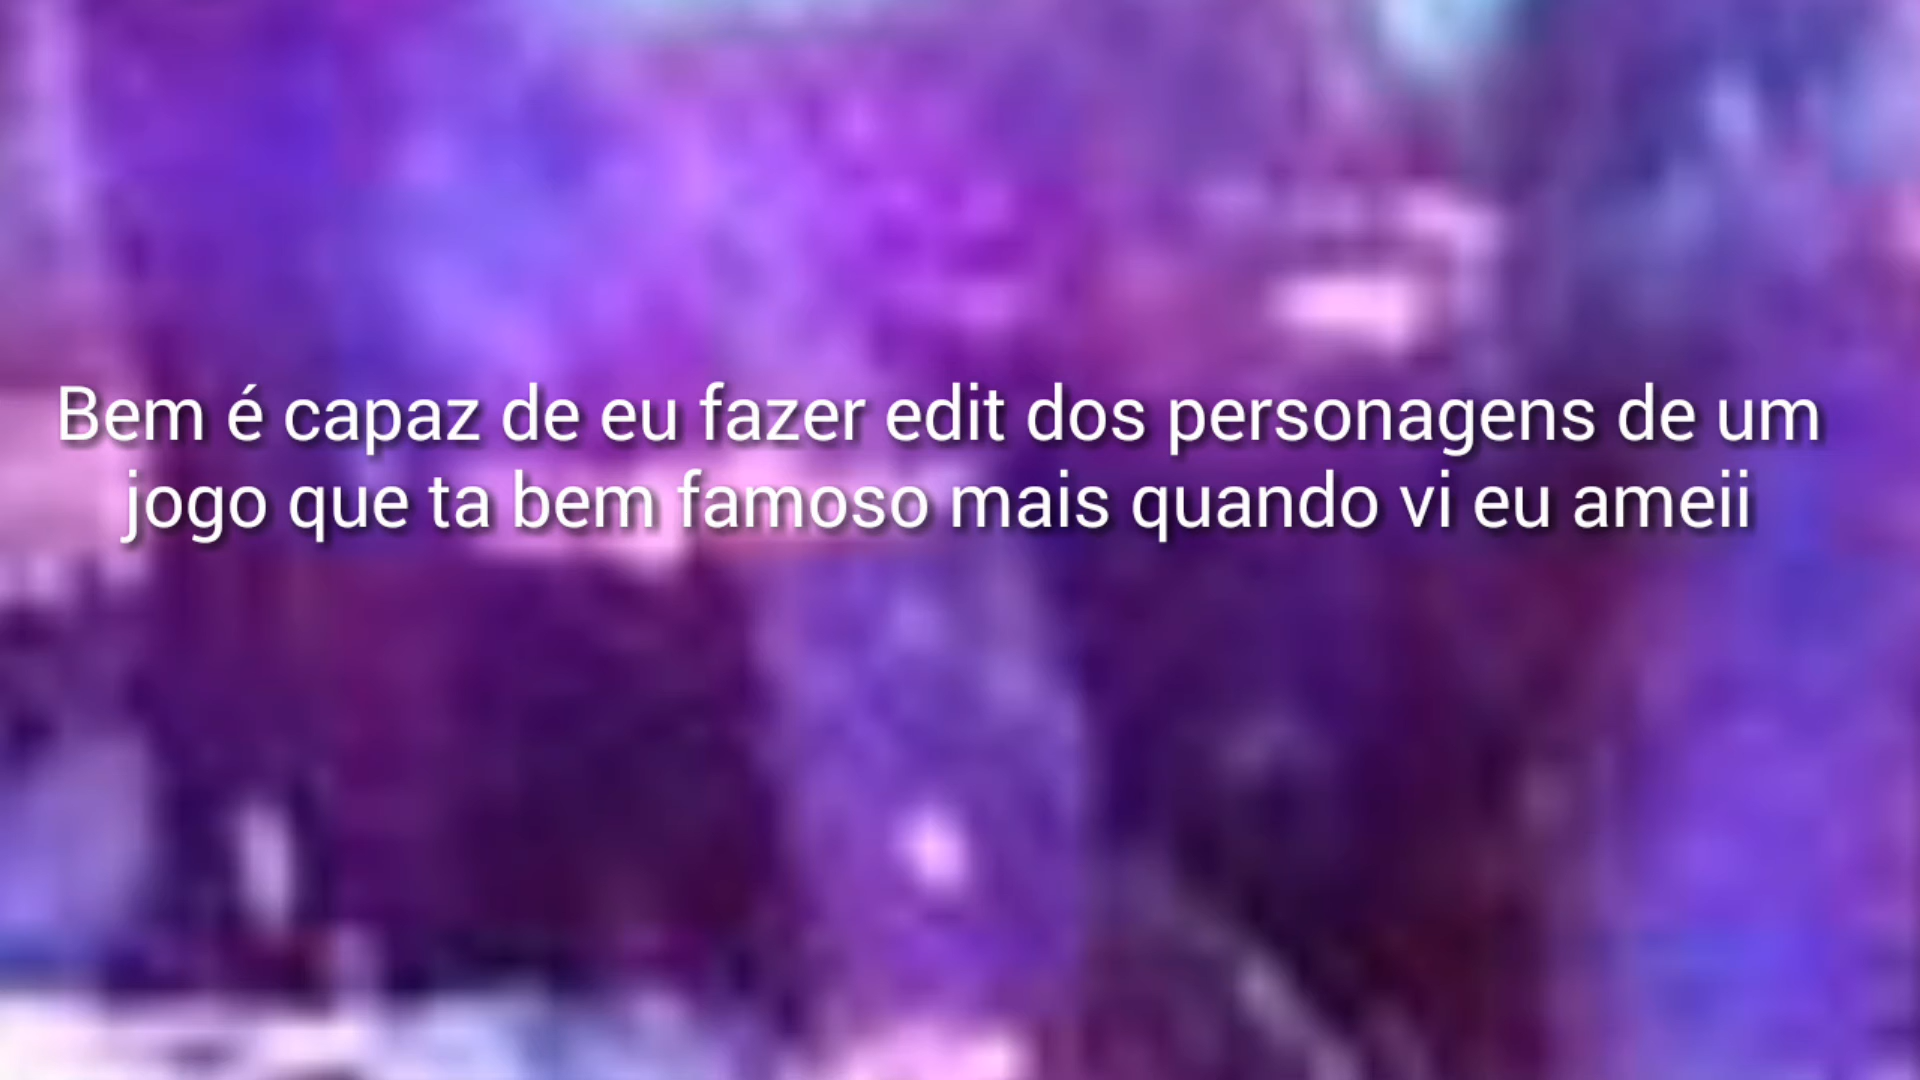 Bem é capaz de eu fazer edit dos personagens de um
jogo que ta bem famoso mais quando vi eu ameii